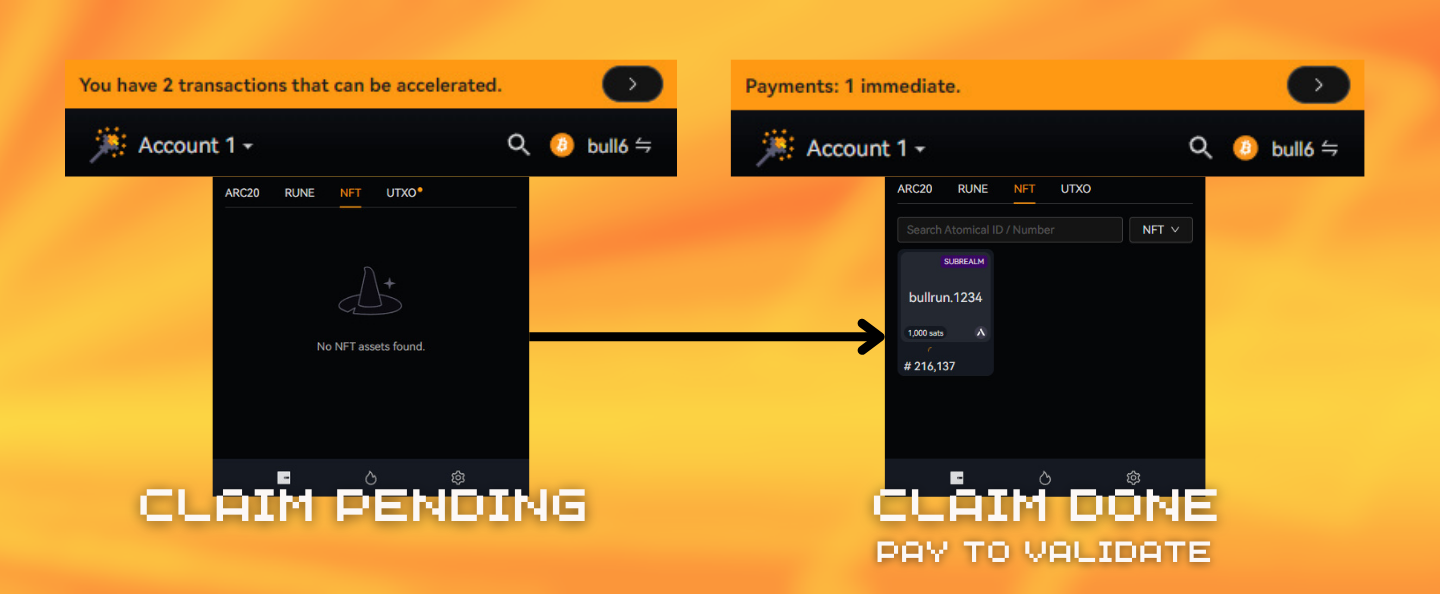 You have 2 transactions that can be accelerated.
Account 1
bull6
ARC20 RUNE NFT UTXO
No NFT assets found.
CLAIM PENDING
Payments: 1 immediate.
Account 1
bull6
ARC20 RUNE NFT UTXO
Search Atomical ID / Number NFT
SUBREALM
bullrun.1234
1,000 sats
# 216,137
CLAIM DONE
PAY TO VALIDATE